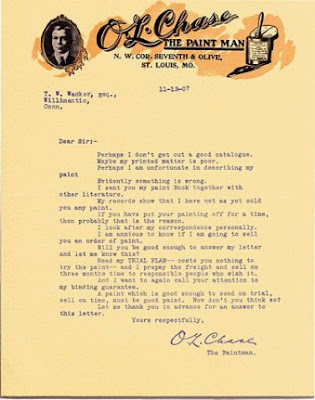 O.L. Chase
THE PAINT MAN
N. W. COR. SEVENTH & OLIVE,
ST. LOUIS, MO.
T. W. Wacker, esq.,
Willimantic,
Conn.
11-13-07
Dear Sir:-
Perhaps I don't get out a good catalogue.
Maybe my printed matter is poor.
Perhaps I am unfortunate in describing my
paint
Evidently something is wrong.
I sent you my paint Book together with
other literature.
My records show that I have not as yet sold
you any paint.
If you have put your painting off for a time,
then probably that is the reason.
I look after my correspondence personally.
I am anxious to know if I am going to sell
you an order of paint.
Will you be good enough to answer my letter
and let me know this?
Read my TRIAL PLAN-- costs you nothing to
try the paint-- and I prepay the freight and sell on
three months time to responsible people who wish it.
And I want to again call your attention is
my binding guarantee.
A paint which is good enough to send on trial,
sell on time, must be good paint. Now don't you think so?
Let me thank you in advance for an answer to
this letter.
Yours respectfully,
O L Chase
The Paintman.